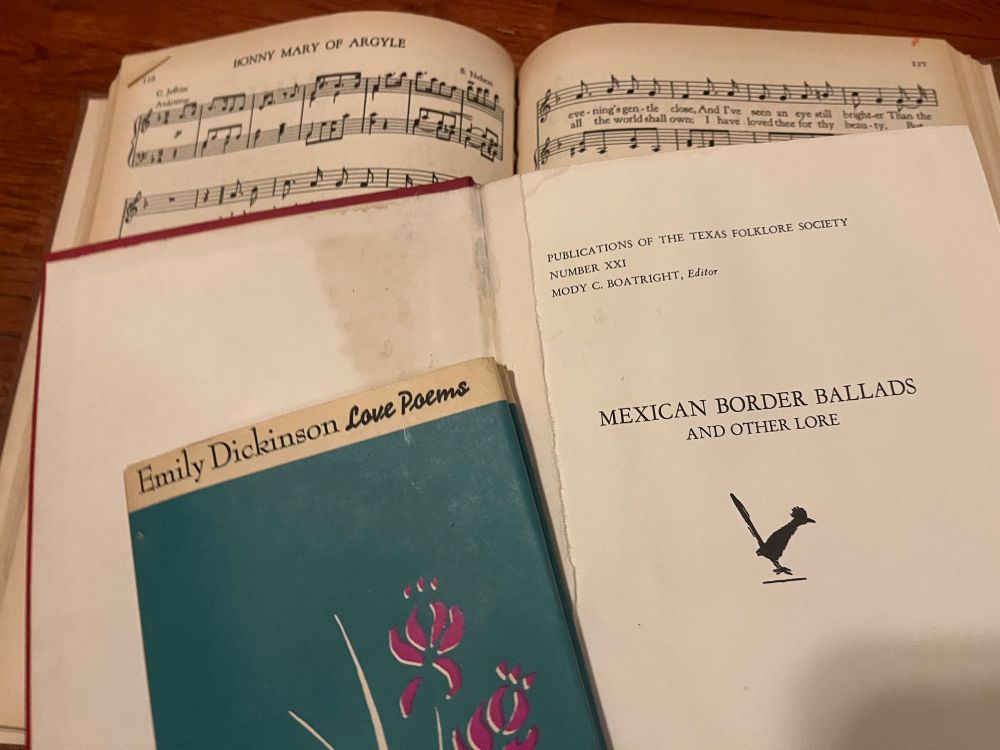 116
BONNY MARY OF ARGYLE
C. Jeffries
S. Nelson
Andantino
p
117
eve - ning's gen - tle close, And I've seen an eye still bright-er Than the
all the world shall own; I have loved thee for thy beau - ty, But
PUBLICATIONS OF THE TEXAS FOLKLORE SOCIETY
NUMBER XXI
MODY C. BOATRIGHT, Editor
MEXICAN BORDER BALLADS
AND OTHER LORE
Emily Dickinson Love Poems